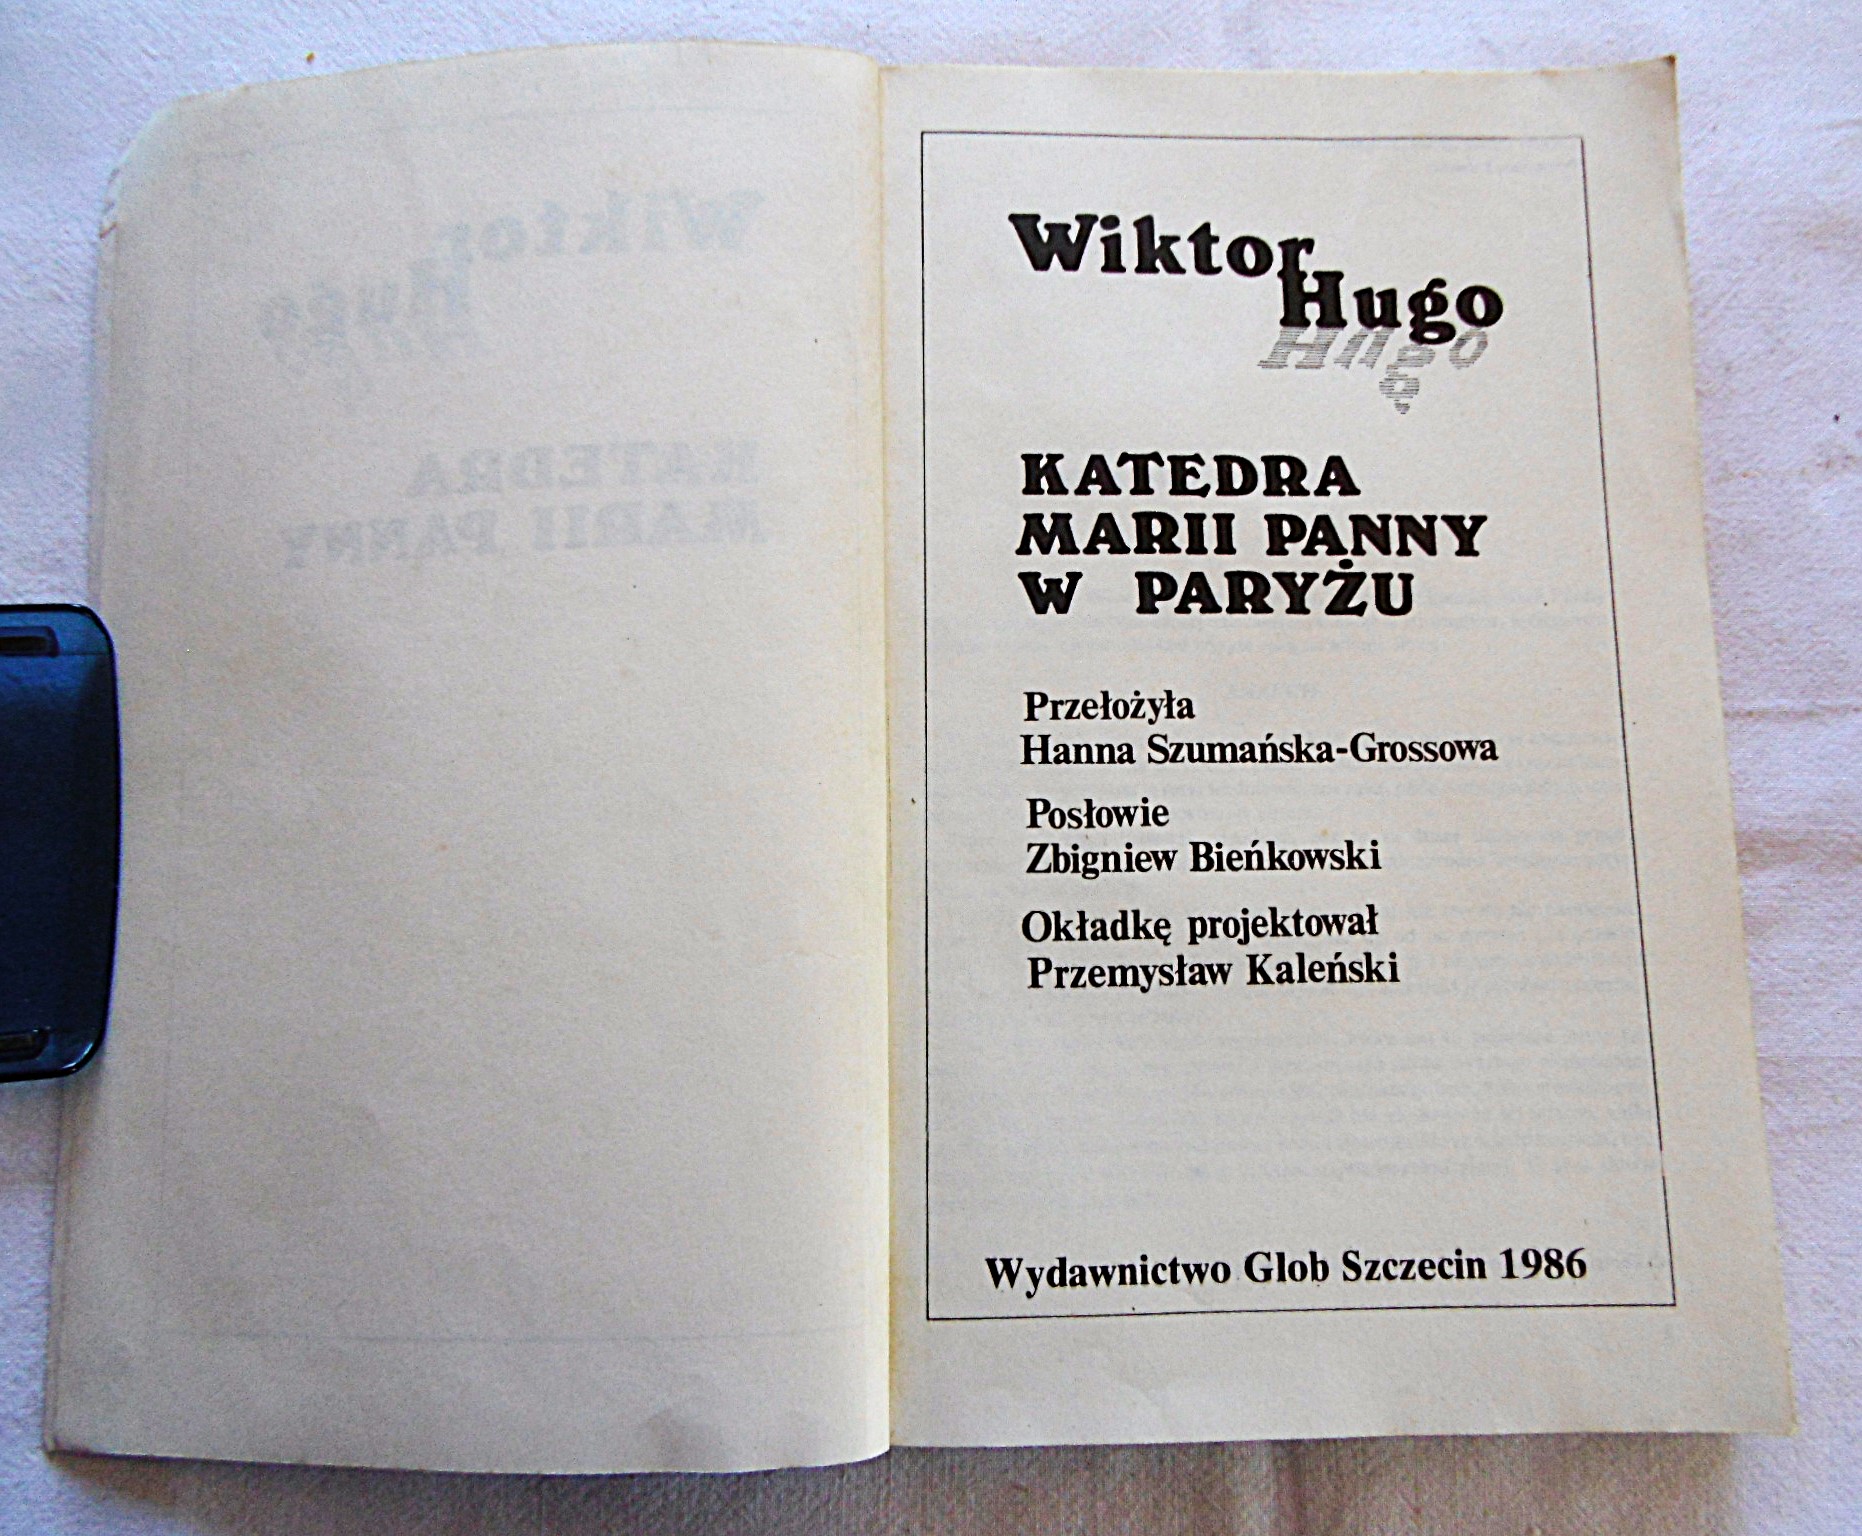 Wiktor
Hugo
KATEDRA
MARII PANNY
W PARYŻU
Przełożyła
Hanna Szumańska-Grossowa
Posłowie
Zbigniew Bieńkowski
Okładkę projektował
Przemysław Kaleński
Wydawnictwo Glob Szczecin 1986